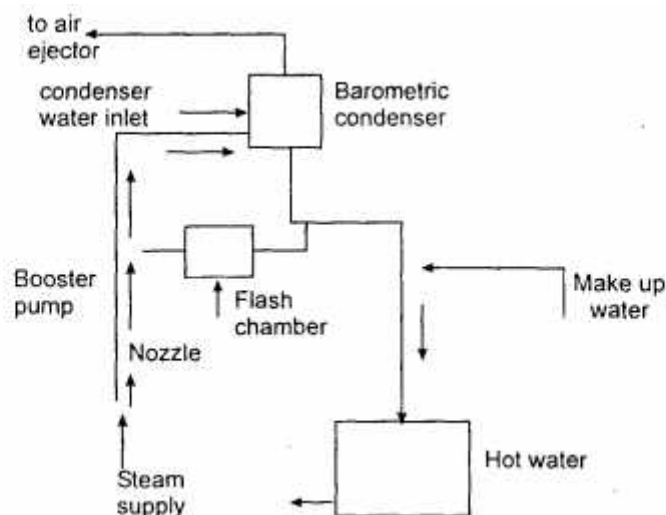 to air
ejector
condenser
water inlet
Barometric
condenser
Booster
pump
Flash
chamber
Make up
water
Nozzle
Hot water
Steam
supply